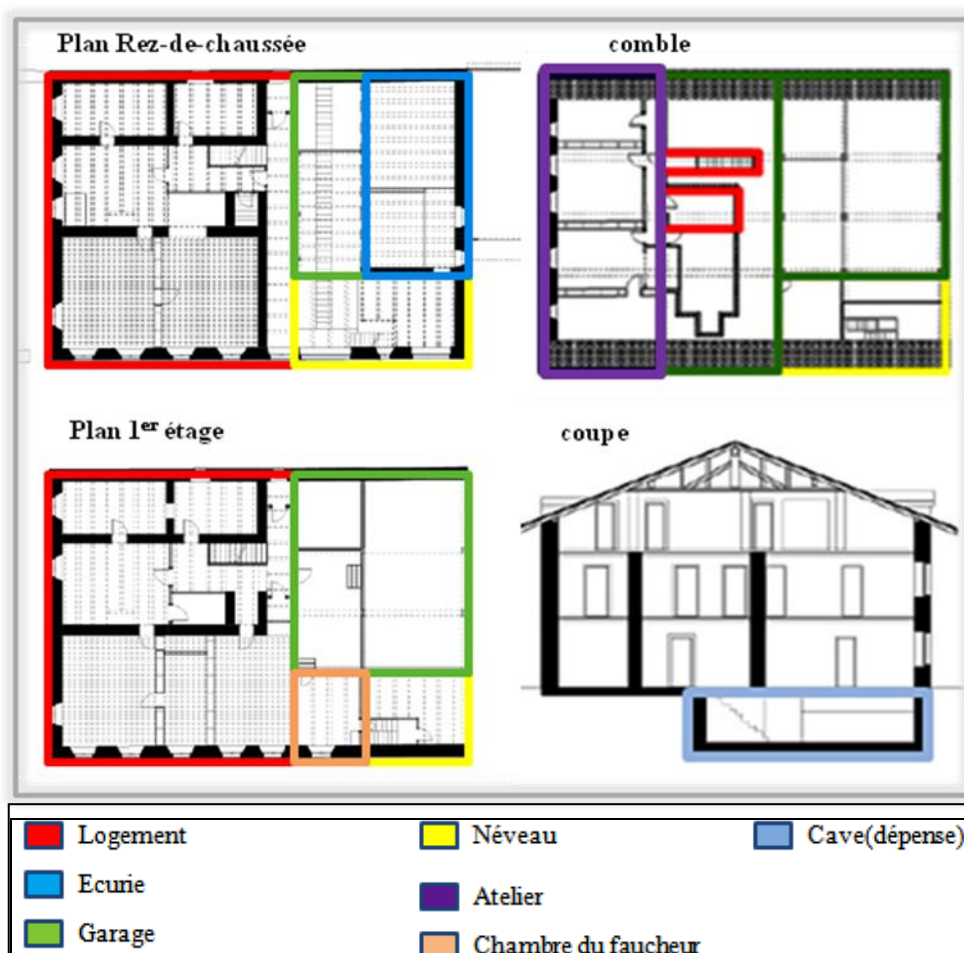 Plan Rez-de-chaussée
comble
Plan 1er étage
coupe
Logement
Néveau
Cave(dépense)
Ecurie
Atelier
Garage
Chambre du faucheur